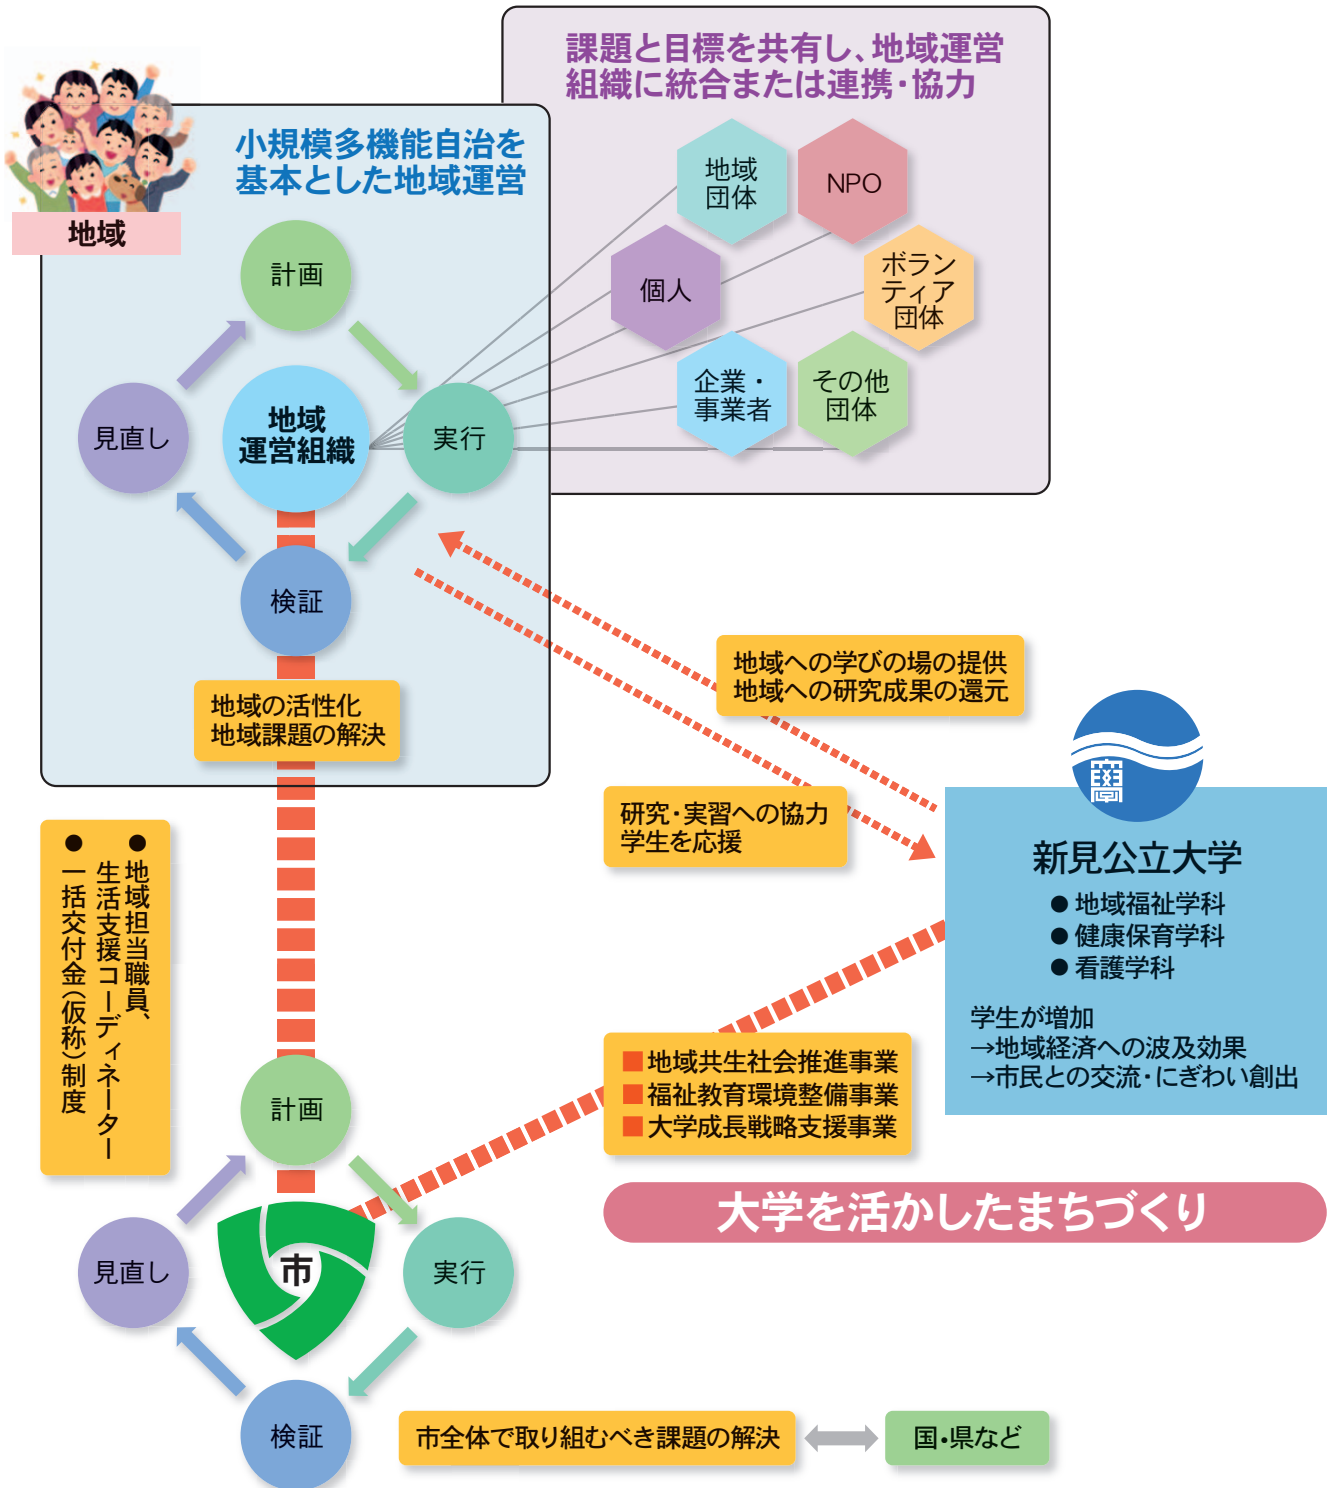 課題と目標を共有し、地域運営
組織に統合または連携・協力
小規模多機能自治を
基本とした地域運営
地域
地域
団体
NPO
個人
ボラン
ティア
団体
企業・
事業者
その他
団体
計画
実行
検証
見直し
地域
運営組織
地域の活性化
地域課題の解決
地域への学びの場の提供
地域への研究成果の還元
研究・実習への協力
学生を応援
新見公立大学
●地域福祉学科
●健康保育学科
●看護学科
学生が増加
→地域経済への波及効果
→市民との交流・にぎわい創出
●地域担当職員、
生活支援コーディネーター
●一括交付金(仮称)制度
■地域共生社会推進事業
■福祉教育環境整備事業
■大学成長戦略支援事業
大学を活かしたまちづくり
計画
実行
検証
見直し
市
市全体で取り組むべき課題の解決
国・県など